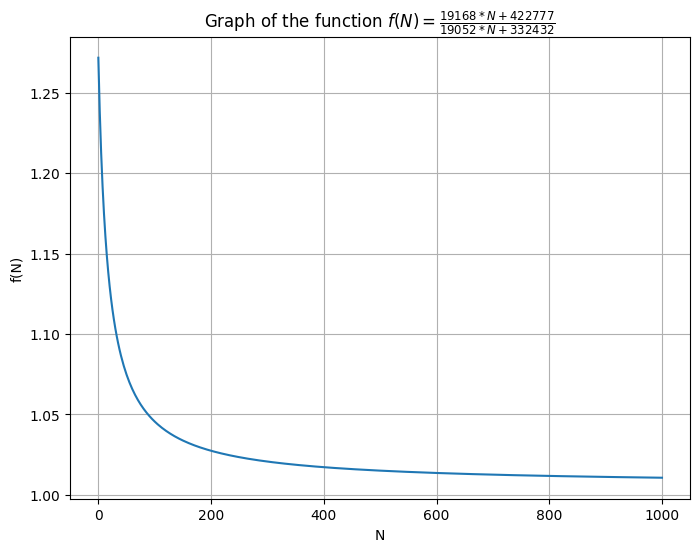 Graph of the function f(N) = \frac{19168*N+422777}{19052*N+332432}
1.25
1.20
1.15
1.10
1.05
1.00
f(N)
0 200 400 600 800 1000
N